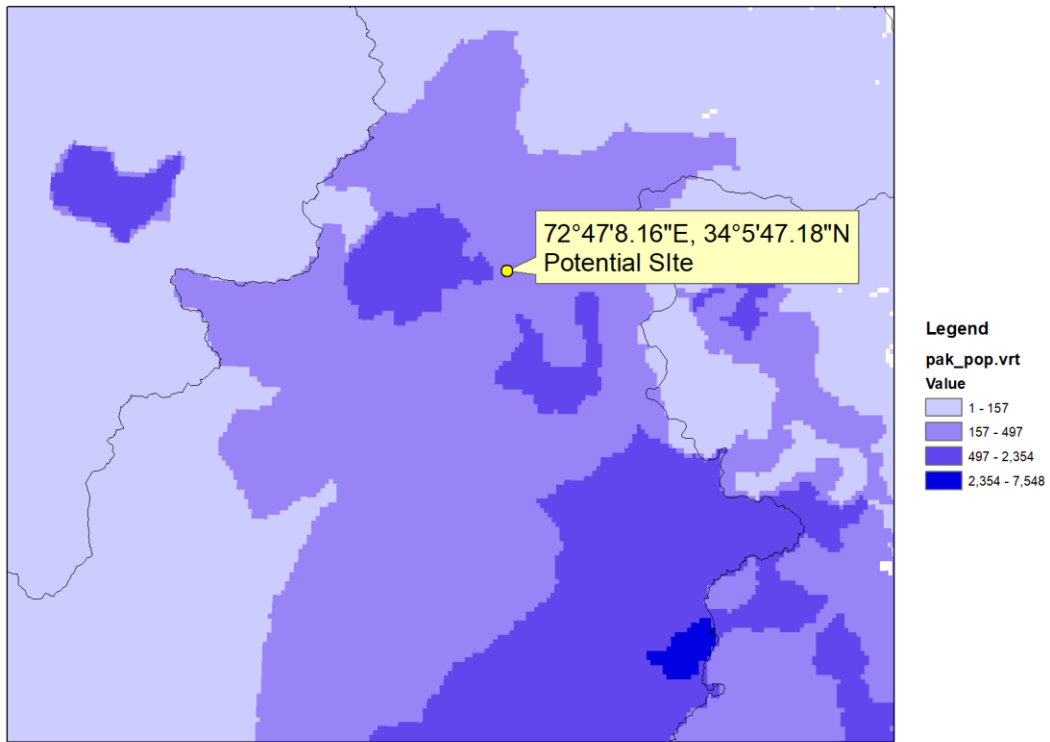 72°47'8.16"E, 34°5'47.18"N
Potential SIte
Legend
pak_pop.vrt
Value
1 - 157
157 - 497
497 - 2,354
2,354 - 7,548